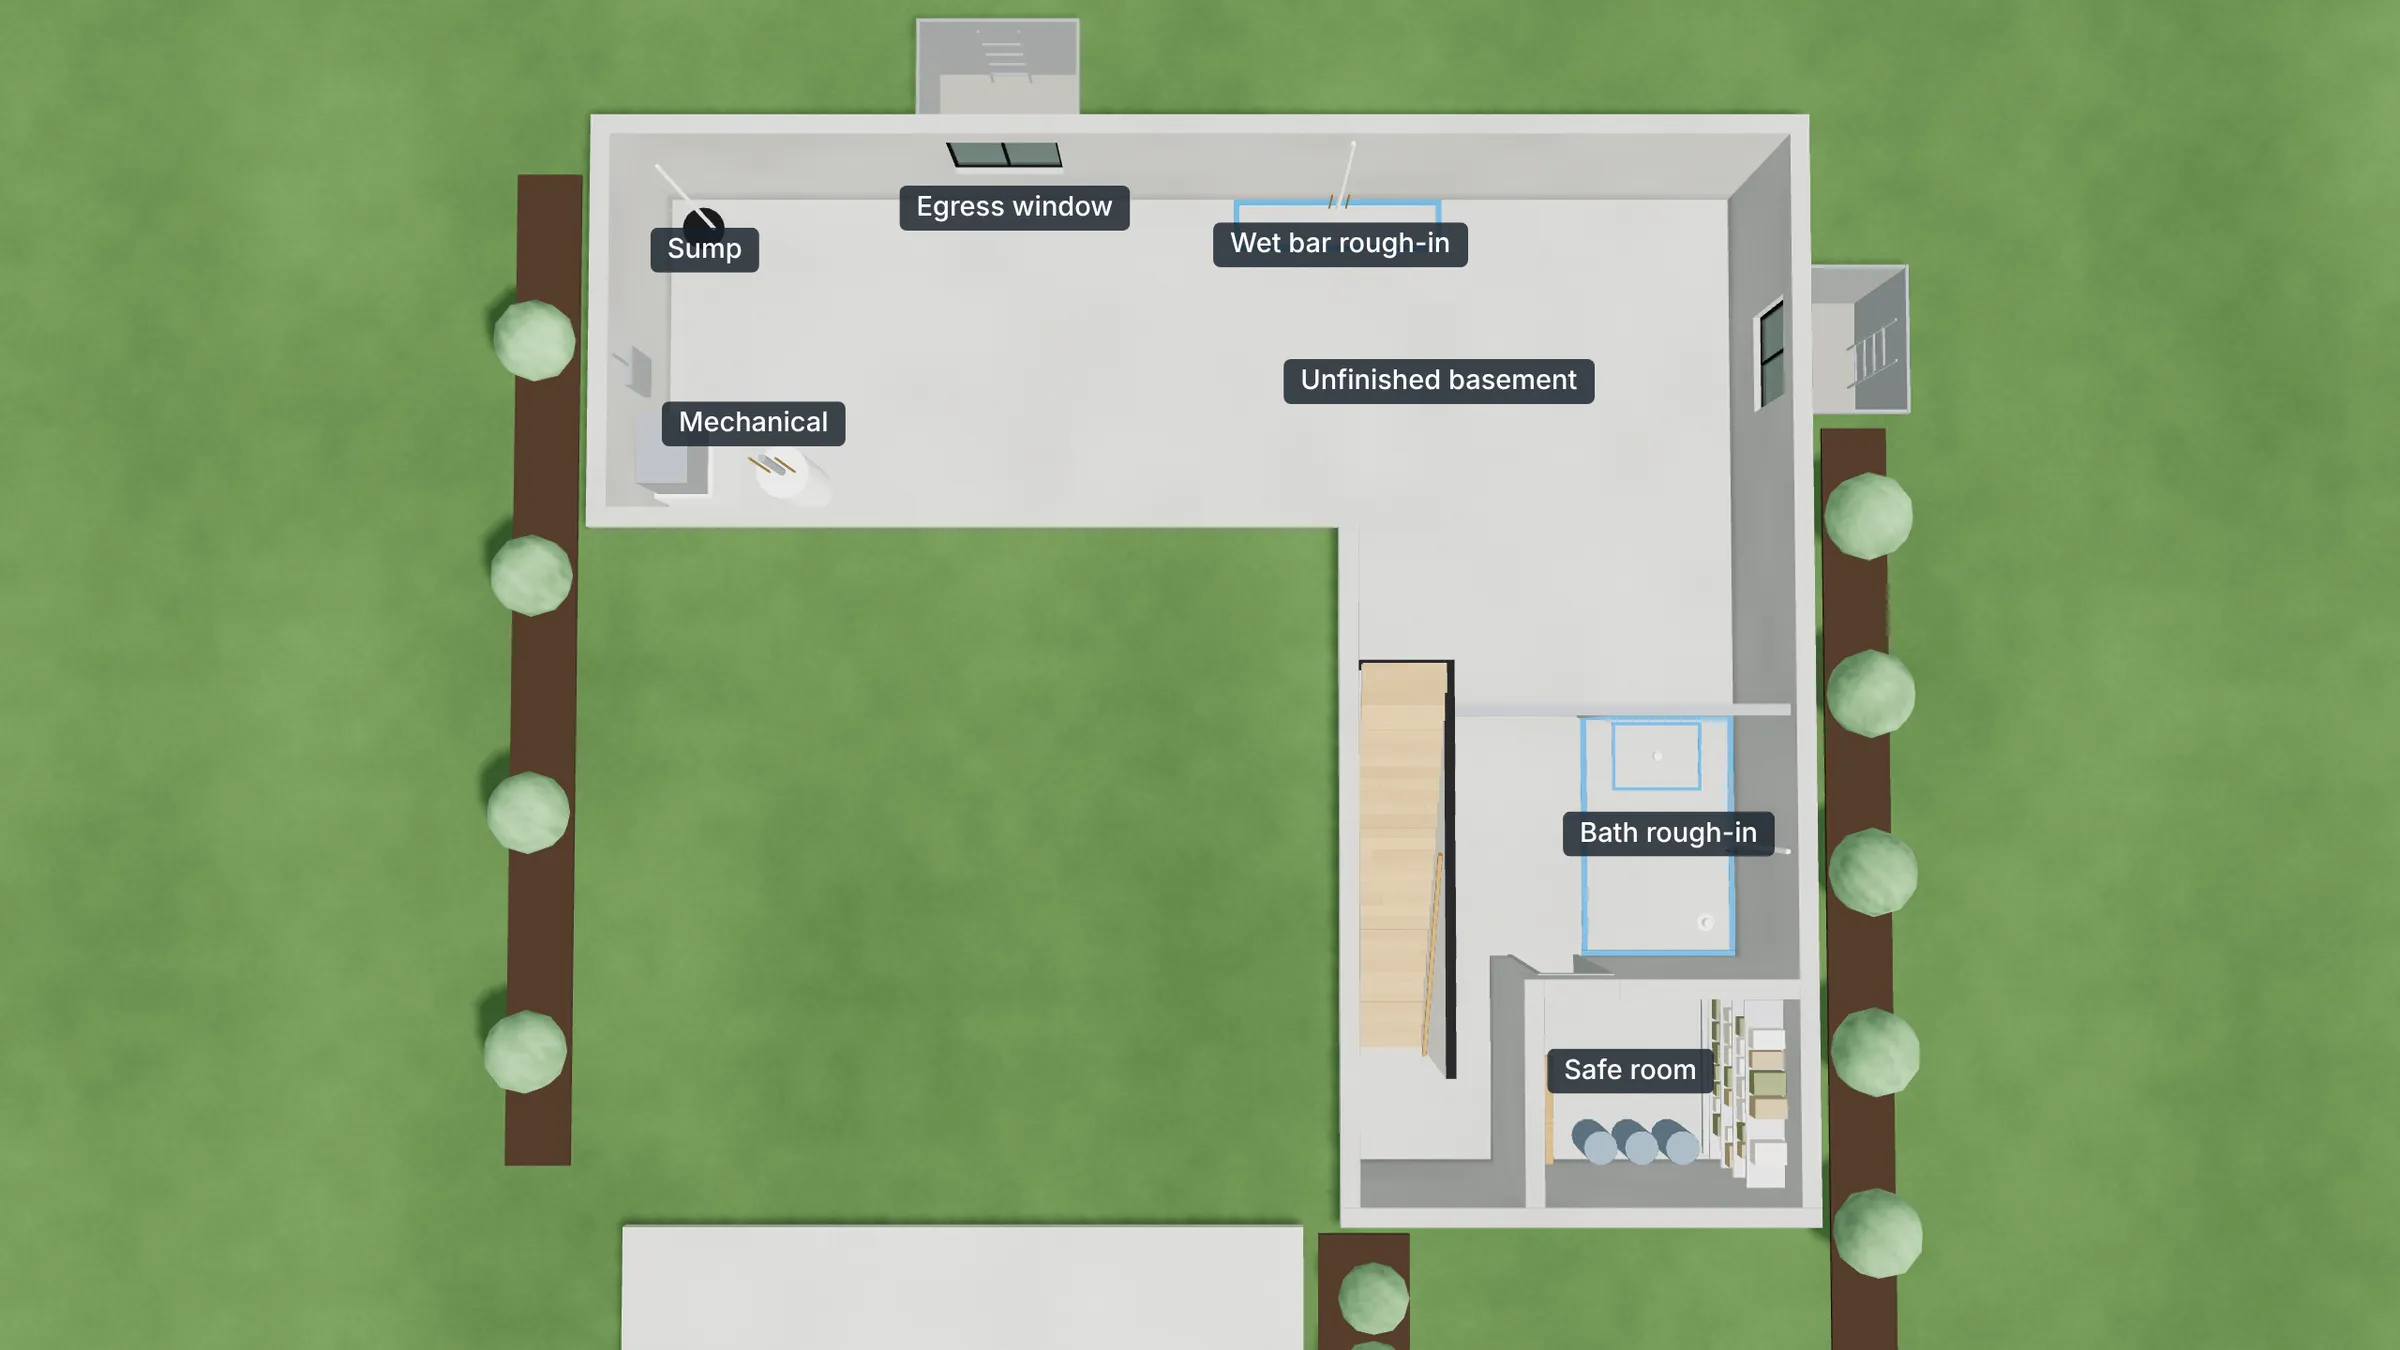 Egress window
Sump
Wet bar rough-in
Unfinished basement
Mechanical
Bath rough-in
Safe room